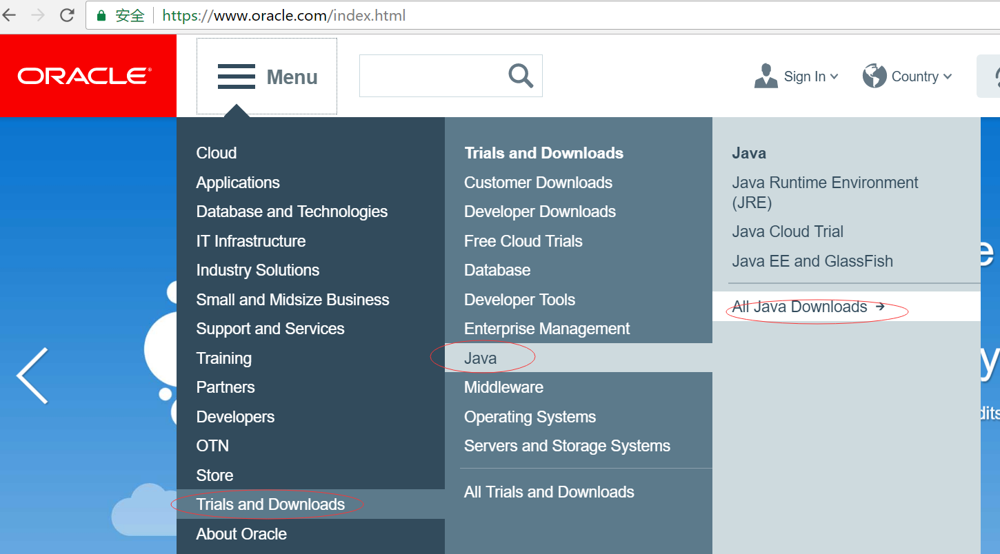 安全 https://www.oracle.com/index.html
ORACLE®
Menu
Sign In
Country
Cloud
Applications
Database and Technologies
IT Infrastructure
Industry Solutions
Small and Midsize Business
Support and Services
Training
Partners
Developers
OTN
Store
Trials and Downloads
About Oracle
Trials and Downloads
Customer Downloads
Developer Downloads
Free Cloud Trials
Database
Developer Tools
Enterprise Management
Java
Middleware
Operating Systems
Servers and Storage Systems
All Trials and Downloads
Java
Java Runtime Environment
(JRE)
Java Cloud Trial
Java EE and GlassFish
All Java Downloads →